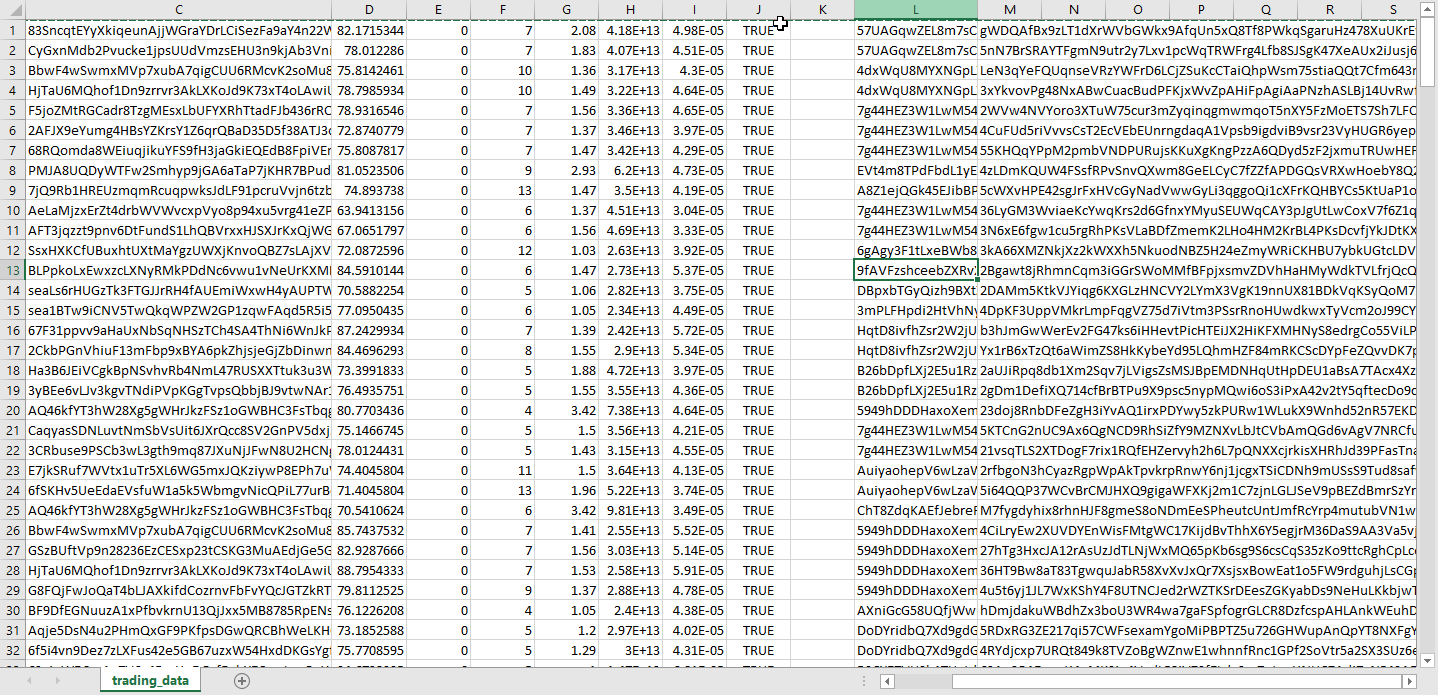 C D E F G H I J K L M N O P Q R S
1 83SncqtEYyXkiqeunAjjWGraYDrLCiSezFa9aY4n22W 82.1715344 0 7 2.08 4.18E+13 4.98E-05 TRUE 57UAGqwZEL8m7sC gWDQAfBx9zLT1dXrWVbGWkx9AfqUn5xQ8Tf8PWkqSgaruHz478XuUKrE
2 CyGxnMdb2Pvucke1jpsUUdVmzsEHU3n9kjAb3Vni 78.012286 0 7 1.83 4.07E+13 4.51E-05 TRUE 57UAGqwZEL8m7sC 5nN7BrSRAYTFgmN9utr2y7Lxv1pcWqTRWFrg4Lfb8SJSgK47XeAUx2iJusj6
3 BbwF4wSwmxMVp7xubA7qigCUU6RMcvK2soMu8 75.8142461 0 10 1.36 3.17E+13 4.3E-05 TRUE 4dxWqU8MYXNGpL LeN3qYeFQUqnseVRzYWFrD6LCjZSuKcCTaiQhpWsm75stiaQQt7Cfm643r
4 HjTaU6MQhof1Dn9zrrvr3AkLXKoJd9K73xT4oLAwiU 78.7985934 0 10 1.49 3.22E+13 4.64E-05 TRUE 4dxWqU8MYXNGpL 3xYkvovPg48NxABwCuacBudPFKjxWvZpAHiFpAgiAaPNzhASLBj14UvRwt
5 F5joZMtRGCadr8TzgMEsxLbUFYXRhTtadFJb436rRC 78.9316546 0 7 1.56 3.36E+13 4.65E-05 TRUE 7g44HEZ3W1LwM54 2WVw4NVYoro3XTuW75cur3mZyqinqgmwmqoT5nXY5FzMoETS7Sh7LFC
6 2AFJX9eYumg4HBsYZKrsY1Z6qrQBaD35D5f38ATJ3c 72.8740779 0 7 1.37 3.46E+13 3.97E-05 TRUE 7g44HEZ3W1LwM54 4CuFUd5riVvvsCsT2EcVEbEUnrngdaqA1Vpsb9igdviB9vsr23VyHUGR6yep
7 68RQomda8WEiuqjikuYFS9fH3jaGkiEQEdB8FpiVEr 75.8087817 0 7 1.47 3.42E+13 4.29E-05 TRUE 7g44HEZ3W1LwM54 55KHQqYPpM2pmbVNDPURujsKKuXgKngPzzA6QDyd5zF2jxmuTRUwHEF
8 PMJA8UQDyWTFw2Smhyp9jGA6aTaP7jKHR7BPud 81.0523506 0 9 2.93 6.2E+13 4.73E-05 TRUE EVt4m8TPdFbdL1yE 4zLDmKQUW4FSsfRPvSnvQXwm8GeELCyC7fZZfAPDGQsVRXwHoebY8Q2
9 7jQ9Rb1HREUzmqmRcuqpwksJdLF91pcruVvjn6tzb 74.893738 0 13 1.47 3.5E+13 4.19E-05 TRUE A8Z1ejQGk45EJibBP 5cWXvHPE42sgJrFxHVcGyNadVwwGyLi3qggoQi1cXFrKQHBYCs5KtUaP1o
10 AeLaMjzxErZt4drbWVWvcxpVyo8p94xu5vrg41eZP 63.9413156 0 6 1.37 4.51E+13 3.04E-05 TRUE 7g44HEZ3W1LwM54 36LyGM3WviaeKcYwqKrs2d6GfnxYMyuSEUWqCAY3pJgUtLwCoxV7f6Z1q
11 AFT3jqzzt9pnv6DtFundS1LhQBVrxxHJSXJrKxQjWG 67.0651797 0 6 1.56 4.69E+13 3.33E-05 TRUE 7g44HEZ3W1LwM54 3N6xE6fgw1cu5rgRhPKsVLaBDfZmemK2LHo4HM2KrBL4PKsDcvfjYkJDtKX
12 SsxHXKCfUBuxhtUXtMaYgzUWXjKnvoQBZ7sLAjXV 72.0872596 0 12 1.03 2.63E+13 3.92E-05 TRUE 6gAgy3F1tLxeBWb8 3kA66XMZNkjXz2kWXXh5NkuodNBZ5H24eZmyWRiCKHBU7ybkUGtcLDV
13 BLPpkoLxEwxzcLXNyRMkPDdNc6vwu1vNeUrKXMI 84.5910144 0 6 1.47 2.73E+13 5.37E-05 TRUE 9fAVFzshceebZXRv 2Bgawt8jRhmnCqm3iGGrSWoMMfBFpjxsmvZDVhHaHMyWdkTVLfrjQcQ
14 seaLs6rHUGzTk3FTGJJrRH4fAUEmiWxwH4yAUPTW 70.5882254 0 5 1.06 2.82E+13 3.75E-05 TRUE DBpxbTGyQizh9BXt 2DAMm5KtkVJYiqg6KXGLzHNCVY2LYmX3VgK19nnUX81BDkVqKSyQoM7
15 sea1BTw9iCNV5TwQkqWPZW2GP1zqwFAqd5R5i5 77.0950435 0 6 1.05 2.34E+13 4.49E-05 TRUE 3mPLFHpdi2HtVhNy 4DpKF3UppVMkrLmpFqgVZ75d7iVtm3PSsrRnoHUwdkwxTyVcm2oJ99CY
16 67F31ppvv9aHaUxNbSqNHSzTCh4SA4ThNi6WnJkF 87.2429934 0 7 1.39 2.42E+13 5.72E-05 TRUE HqtD8ivfhZsr2W2jU b3hJmGwWerEv2FG47ks6iHHevtPicHTEiJX2HiKFXMHNyS8edrgCo55ViLP
17 2CkbPGnVhiuF13mFbp9xBYA6pkZhjsjeGjZbDinwn 84.4696293 0 8 1.55 2.9E+13 5.34E-05 TRUE HqtD8ivfhZsr2W2jU Yx1rB6xTzQt6aWimZS8HkKybeYd95LQhmHZF84mRKCScDYpFeZQvvDK7p
18 Ha3B6JEiVCgkBpNSvhvRb4NmL47RUSXXTtuk3u3W 73.3991833 0 5 1.88 4.72E+13 3.97E-05 TRUE B26bDpfLXj2E5u1Rz 2aUJiRpq8db1Xm2Sqv7jLVigsZsMSJBpEMDNHqUtHpDEU1aBsA7TAcx4Xz
19 3yBEe6vLJv3kgvTNdiPVpKGgTvpsQbbjBJ9vtwNAr 76.4935751 0 5 1.55 3.55E+13 4.36E-05 TRUE B26bDpfLXj2E5u1Rz 2gDm1DefiXQ714cfBrBTPu9X9psc5nypMQwi6oS3iPxA42v2tY5qftecDo9c
20 AQ46kfYT3hW28Xg5gWHrJkzFSz1oGWBHC3FsTbqg 80.7703436 0 4 3.42 7.38E+13 4.64E-05 TRUE 5949hDDDHaxoXem 23doj8RnbDFeZgH3iYvAQ1irxPDYwy5zkPURw1WLukX9Wnhd52nR57EKD
21 CaqyasSDNLuvtNmSbVsUit6JXrQcc8SV2GnPV5dxj 75.1466745 0 5 1.5 3.56E+13 4.21E-05 TRUE 7g44HEZ3W1LwM54 5KTCnG2nUC9Ax6QgNCD9RhSiZfY9MZNXvLbJtCVbAmQGd6vAgV7NRCfu
22 3CRbuse9PSCb3wL3gth9mq87JXuNjJFwN8U2HCN 78.0124431 0 5 1.43 3.15E+13 4.55E-05 TRUE 7g44HEZ3W1LwM54 21vsqTLS2XTDogF7rix1RQfEHZervyh2h6L7pQNXXcjrkisXHRhJd39PFasTna
23 E7jkSRuf7WVtx1uTr5XL6WG5mxJQKziywP8EPh7u 74.4045804 0 11 1.5 3.64E+13 4.13E-05 TRUE AuiyaohepV6wLzaV 2rfbgoN3hCyazRgpWpAkTpvkrpRnwY6nj1jcgxTSiCDNh9mUSsS9Tud8saf
24 6fSKHv5UeEdaEVsfuW1a5k5WbmgvNicQPiL77urB 71.4045804 0 13 1.96 5.22E+13 3.74E-05 TRUE AuiyaohepV6wLzaV 5i64QQP37WCvBrCMJHXQ9gigaWFXKj2m1C7zjnLGLJSeV9pBEZdBmrSzYr
25 AQ46kfYT3hW28Xg5gWHrJkzFSz1oGWBHC3FsTbqg 70.5410624 0 6 3.42 9.81E+13 3.49E-05 TRUE ChT8ZdqKAEfJebreF M7fygdyhix8rhnHJF8gmeS8oNDmEeSPheutcUntJmfRcYrp4mutubVN1w
26 BbwF4wSwmxMVp7xubA7qigCUU6RMcvK2soMu8 85.7437532 0 7 1.41 2.55E+13 5.52E-05 TRUE 5949hDDDHaxoXem 4CiLryEw2XUVDYEnWisFMtgWC17KijdBvThhX6Y5egjrM36DaS9AA3Va5vj
27 GSzBUftVp9n28236EzCESxp23tCSKG3MuAEdjGe5G 82.9287666 0 7 1.56 3.03E+13 5.14E-05 TRUE 5949hDDDHaxoXem 27hTg3HxcJA12rAsUzJdTLNjWxMQ65pKb6sg9S6csCqS35zKo9ttcRghCpLc
28 HjTaU6MQhof1Dn9zrrvr3AkLXKoJd9K73xT4oLAwiU 78.7954333 0 7 1.53 2.58E+13 5.91E-05 TRUE 5949hDDDHaxoXem 36HT9Bw8aT83TgwquJabR58XvXvJxQr7XsjsxBowEat1o5FW9rdguhjLsCGp
29 G8FQjFwJoQaT4bLJAXkifdCozrnvFbFvYQcJGTZkRT 79.8112525 0 9 1.37 2.88E+13 4.78E-05 TRUE 5949hDDDHaxoXem 4u5t6yj1JL7WxKShY4F8UTNCJed2rWZTKSrDEesZGKyabDs9NeHuLKkbjwT
30 BF9DfEGNuuzA1xPfbvkrnU13QjJxx5MB8785RpENs 76.1226208 0 4 1.05 2.4E+13 4.38E-05 TRUE AXniGcG58UQfjWw hDmjdakuWBdhZx3boU3WR4wa7gaFSpfogrGLCR8DzfcspAHLAnkWEuhD
31 Aqje5DsN4u2PHmQxGF9PKfpsDGwQRCBhWeLKH 73.1852588 0 5 1.2 2.97E+13 4.02E-05 TRUE DoDYridbQ7Xd9gdG 5RDxRG3ZE217qi57CWFsexamYgoMiPBPTZ5u726GHWupAnQpYT8NXFgY
32 6f5i4vn9Dez7zLXFus42e5GB67uzxW54HxdDKGsYg 75.7708595 0 5 1.29 3E+13 4.31E-05 TRUE DoDYridbQ7Xd9gdG 4RYdjcxp7URQt849k8TVZoBgWZnwE1whnnfRnc1GPf2SoVtr5a2SX3SUz6e
trading_data